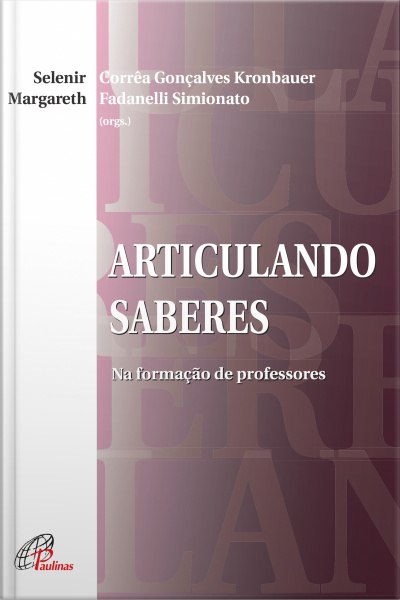 Selenir Corrêa Gonçalves Kronbauer
Margareth Fadanelli Simionato
(orgs.)
ARTICULANDO
SABERES
Na formação de professores
Paulinas